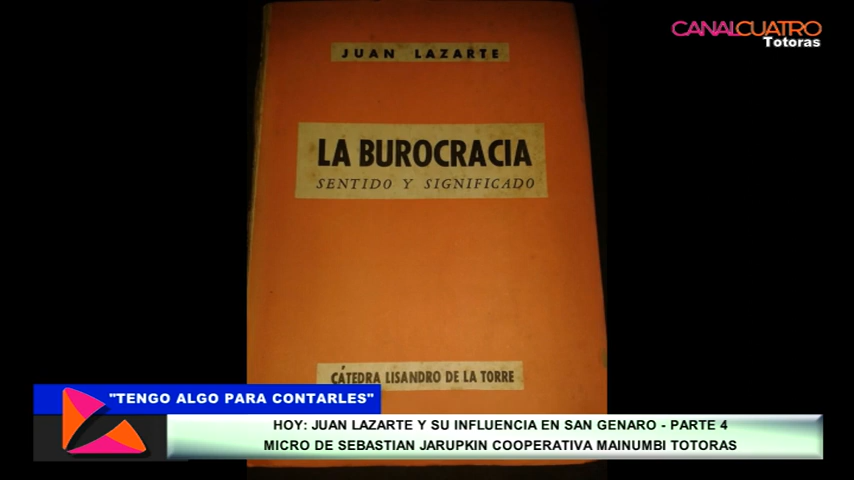 CANALCUATRO
Totoras
JUAN LAZARTE
LA BUROCRACIA
SENTIDO Y SIGNIFICADO
CÁTEDRA LISANDRO DE LA TORRE
"TENGO ALGO PARA CONTARLES"
HOY: JUAN LAZARTE Y SU INFLUENCIA EN SAN GENARO - PARTE 4
MICRO DE SEBASTIAN JARUPKIN COOPERATIVA MAINUMBI TOTORAS